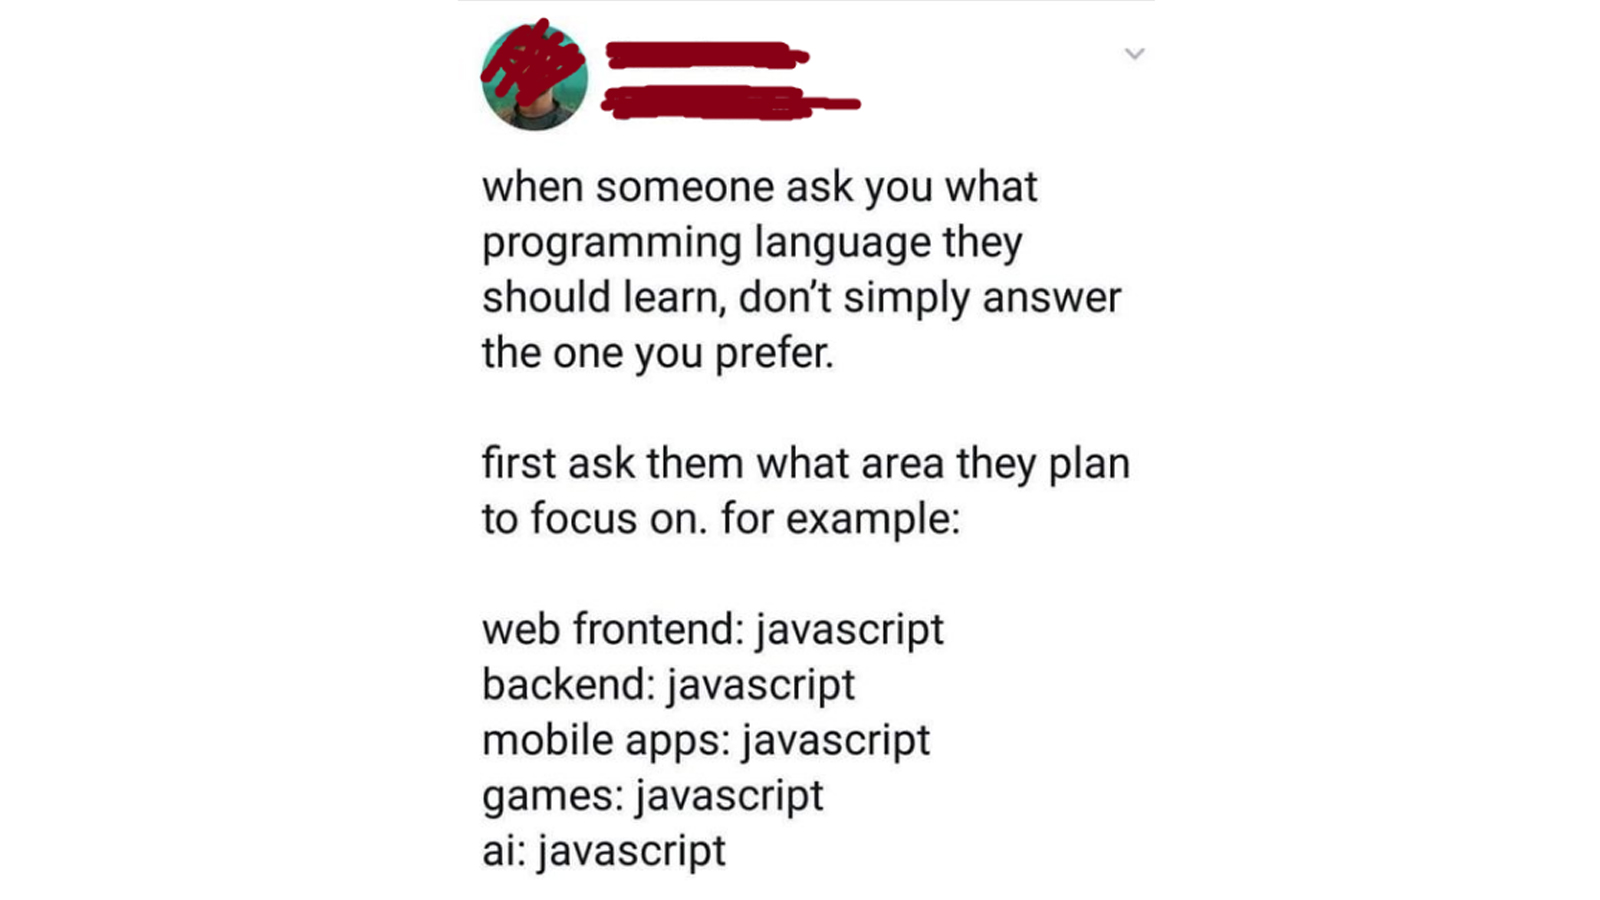 when someone ask you what
programming language they
should learn, don't simply answer
the one you prefer.
first ask them what area they plan
to focus on. for example:
web frontend: javascript
backend: javascript
mobile apps: javascript
games: javascript
ai: javascript